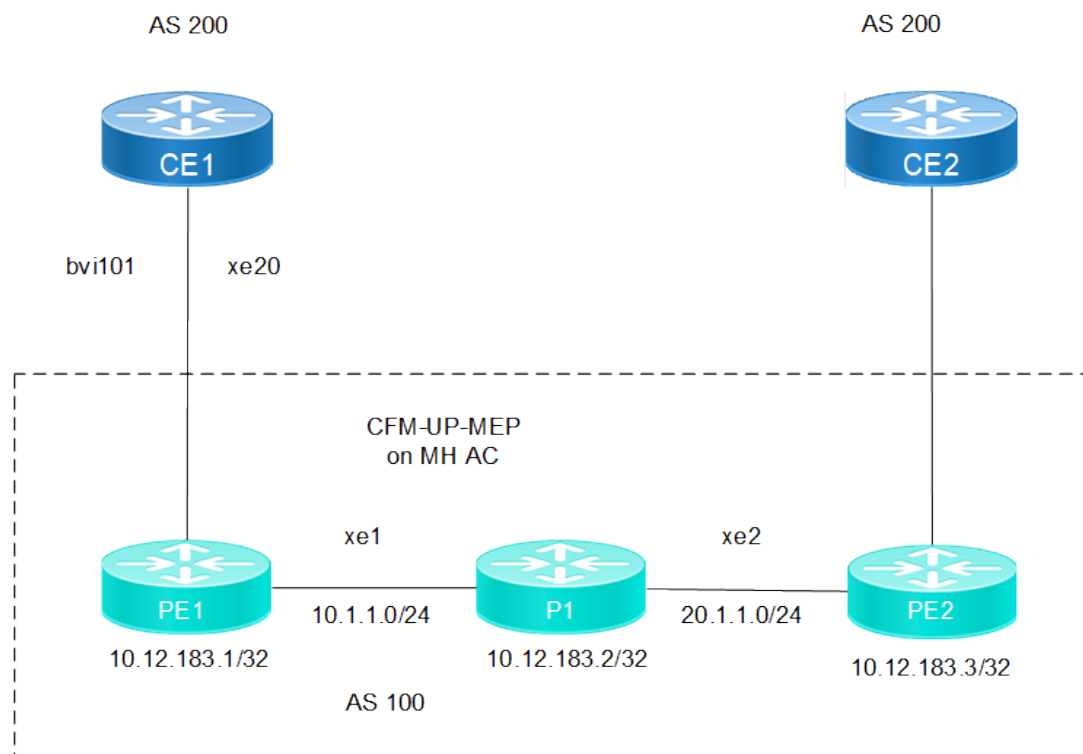 AS 200
AS 200
CE1
CE2
bvi101
xe20
CFM-UP-MEP
on MH AC
xe1
xe2
PE1
P1
PE2
10.1.1.0/24
20.1.1.0/24
10.12.183.1/32
10.12.183.2/32
10.12.183.3/32
AS 100